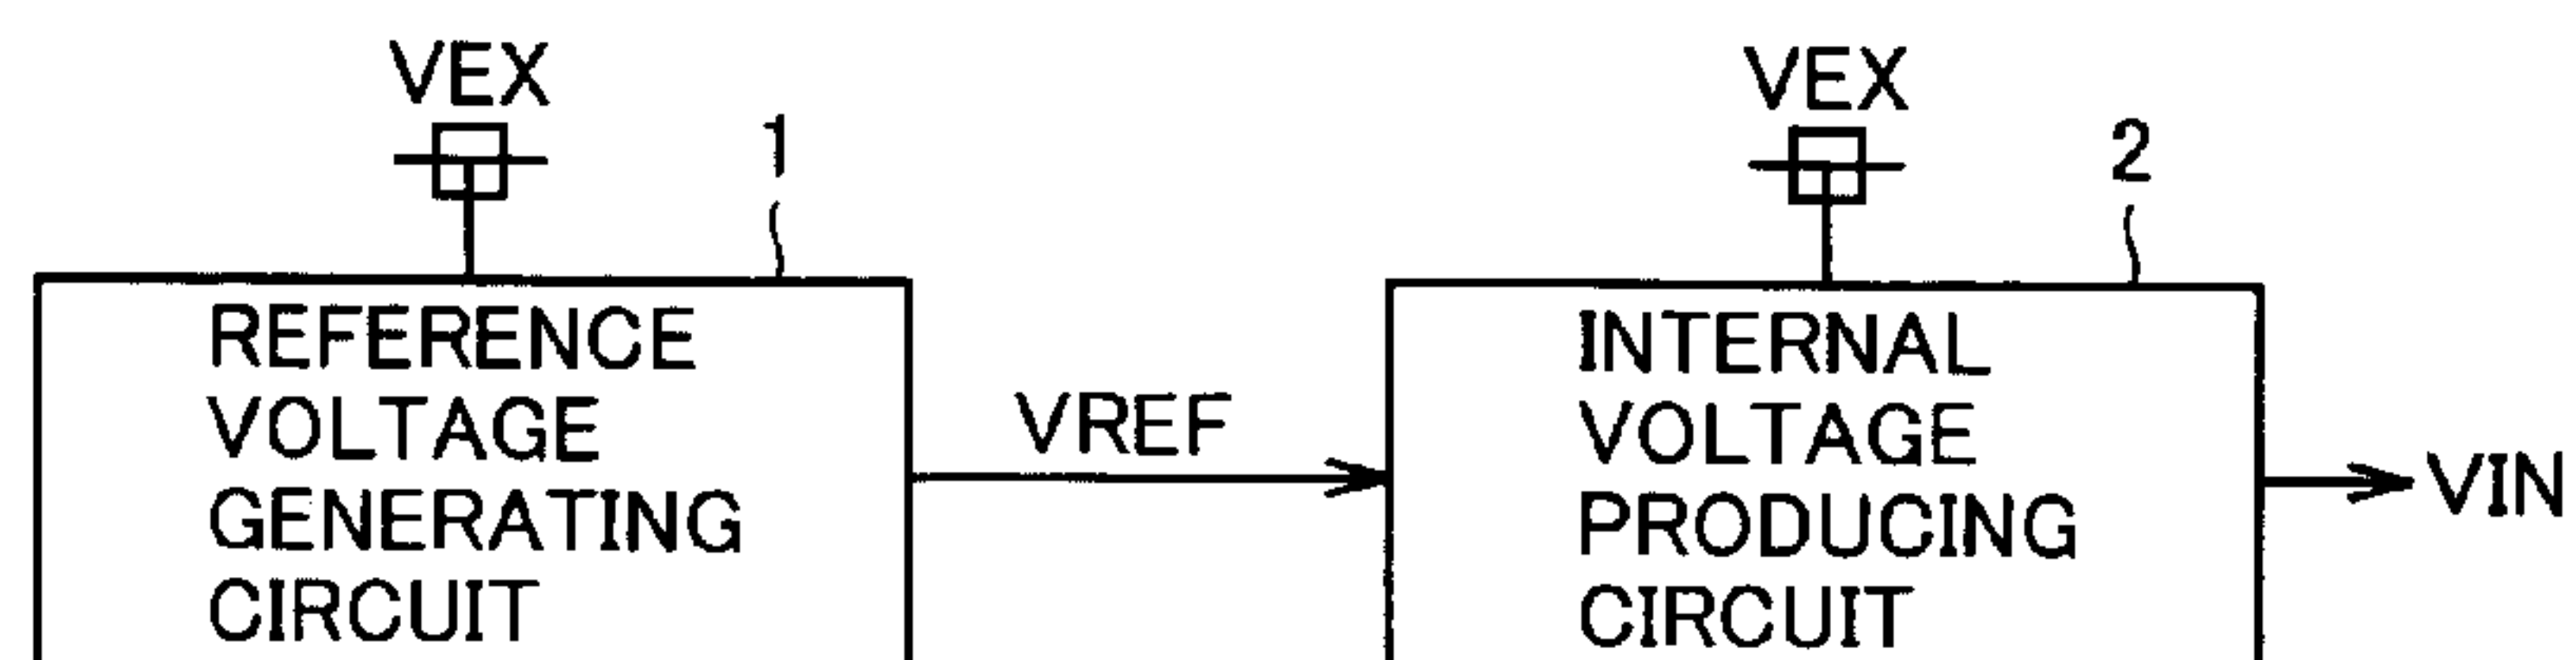 VEX
1
REFERENCE
VOLTAGE
GENERATING
CIRCUIT
VREF
VEX
2
INTERNAL
VOLTAGE
PRODUCING
CIRCUIT
VIN